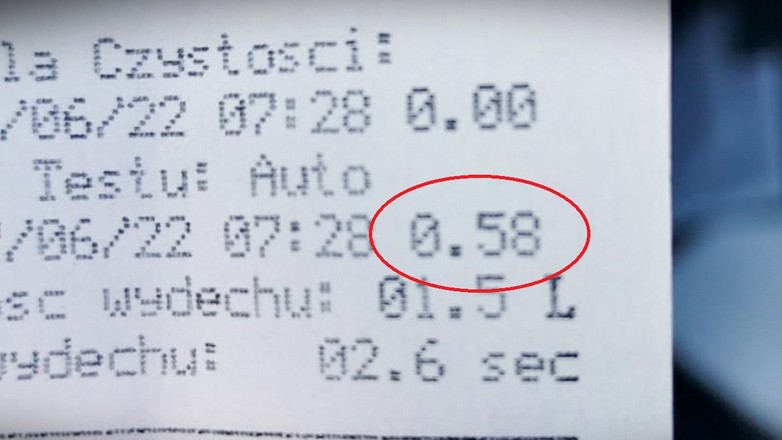 la Czystosci:
/06/22 07:28 0.00
Testu: Auto
/06/22 07:28 0.58
sc wydechu: 01.5 L
wydechu: 02.6 sec